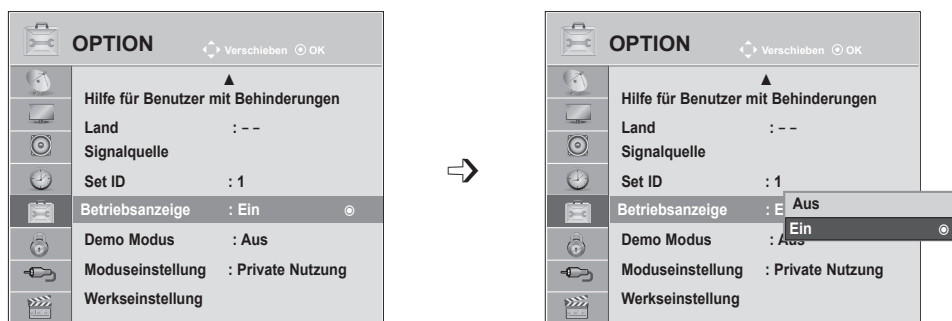 OPTION
Verschieben OK
▲
Hilfe für Benutzer mit Behinderungen
Land : – –
Signalquelle
Set ID : 1
Betriebsanzeige : Ein
Demo Modus : Aus
Moduseinstellung : Private Nutzung
Werkseinstellung
OPTION
Verschieben OK
▲
Hilfe für Benutzer mit Behinderungen
Land : – –
Signalquelle
Set ID : 1
Betriebsanzeige : E
Aus
Ein
Demo Modus : Aus
Moduseinstellung : Private Nutzung
Werkseinstellung